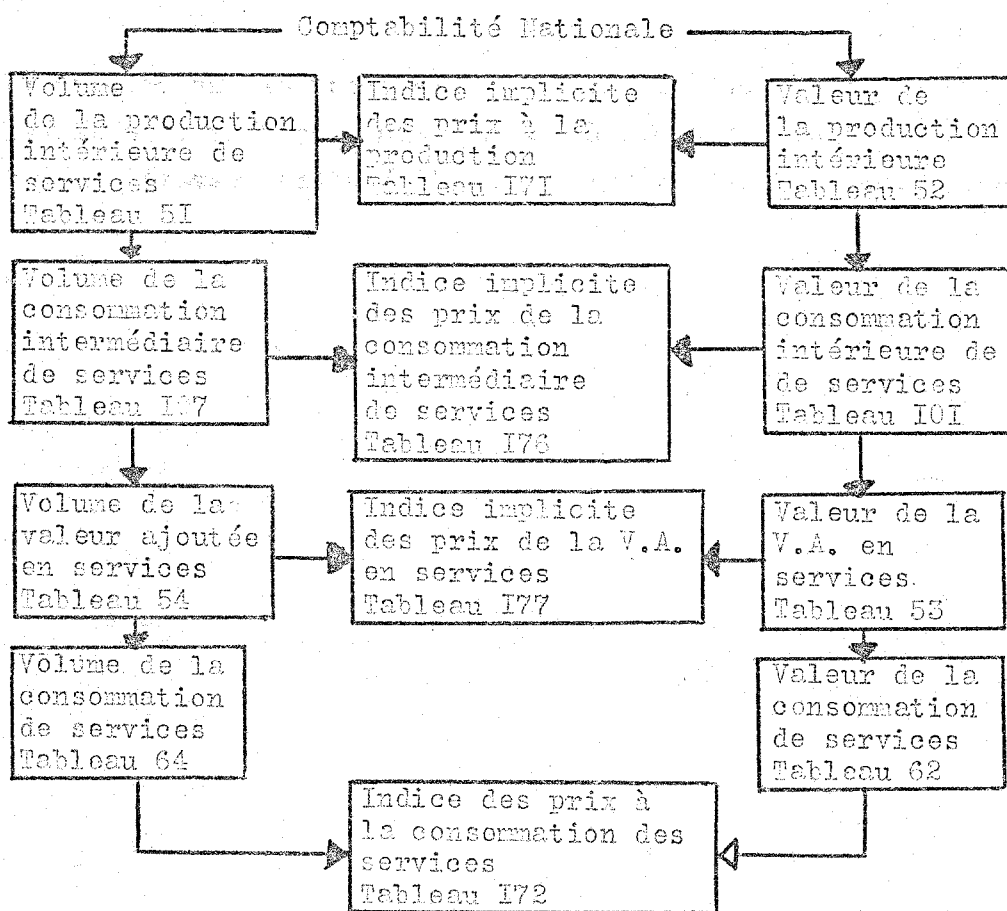 Comptabilité Nationale
Volume
de la production
intérieure de
services
Tableau 5I
Indice implicite
des prix à la
production
Tableau I7I
Valeur de
la production
intérieure
Tableau 52
Volume de la
consommation
intermédiaire
de services
Tableau
Indice implicite
des prix de la
consommation
intermédiaire
de services
Tableau I76
Valeur de la
consommation
intérieure de
de services
Tableau I0I
Volume de la
valeur ajoutée
en services
Tableau 54
Indice implicite
des prix de la V.A.
en services
Tableau I77
Valeur de la
V.A. en
services.
Tableau 53
Volume de la
consommation
de services
Tableau 64
Valeur de la
consommation
de services
Tableau 62
Indice des prix à
la consommation des
services
Tableau I72